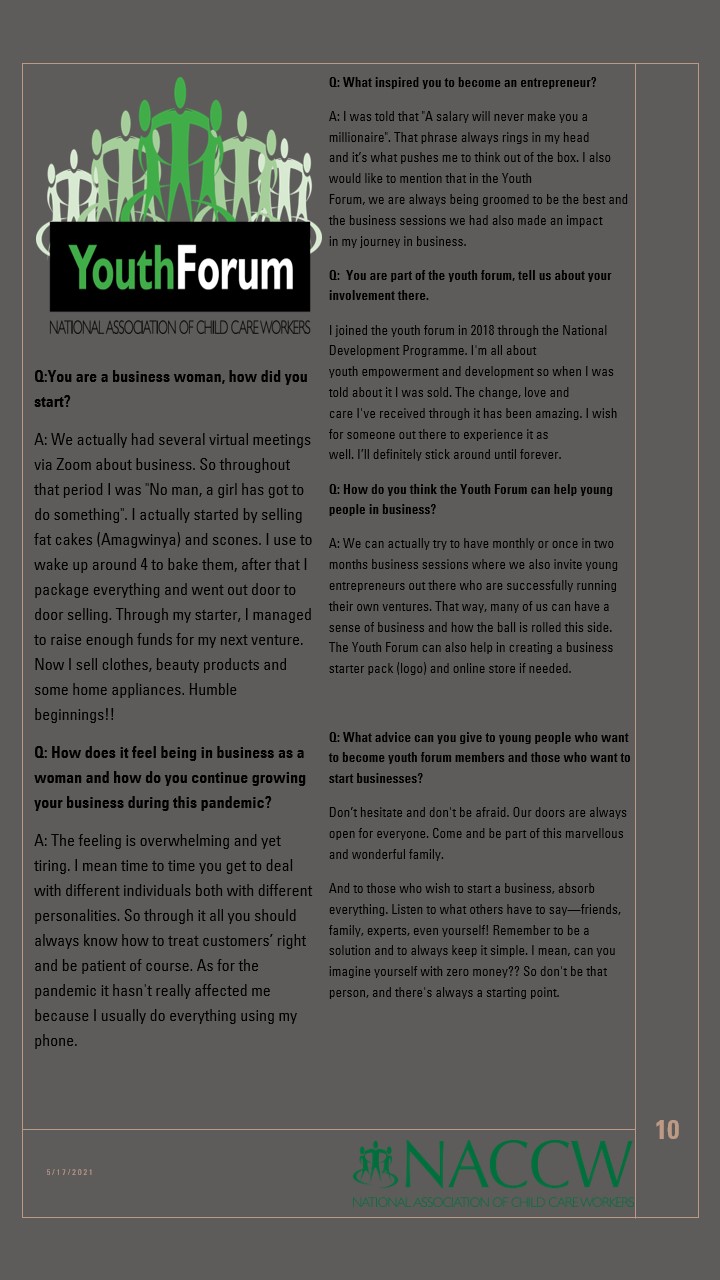 YouthForum
NATIONAL ASSOCIATION OF CHILD CARE WORKERS
Q:You are a business woman, how did you
start?
A: We actually had several virtual meetings
via Zoom about business. So throughout
that period I was "No man, a girl has got to
do something". I actually started by selling
fat cakes (Amagwinya) and scones. I use to
wake up around 4 to bake them, after that I
package everything and went out door to
door selling. Through my starter, I managed
to raise enough funds for my next venture.
Now I sell clothes, beauty products and
some home appliances. Humble
beginnings!!
Q: How does it feel being in business as a
woman and how do you continue growing
your business during this pandemic?
A: The feeling is overwhelming and yet
tiring. I mean time to time you get to deal
with different individuals both with different
personalities. So through it all you should
always know how to treat customers’ right
and be patient of course. As for the
pandemic it hasn't really affected me
because I usually do everything using my
phone.
Q: What inspired you to become an entrepreneur?
A: I was told that "A salary will never make you a
millionaire". That phrase always rings in my head
and it’s what pushes me to think out of the box. I also
would like to mention that in the Youth
Forum, we are always being groomed to be the best and
the business sessions we had also made an impact
in my journey in business.
Q:  You are part of the youth forum, tell us about your
involvement there.
I joined the youth forum in 2018 through the National
Development Programme. I'm all about
youth empowerment and development so when I was
told about it I was sold. The change, love and
care I've received through it has been amazing. I wish
for someone out there to experience it as
well. I’ll definitely stick around until forever.
Q: How do you think the Youth Forum can help young
people in business?
A: We can actually try to have monthly or once in two
months business sessions where we also invite young
entrepreneurs out there who are successfully running
their own ventures. That way, many of us can have a
sense of business and how the ball is rolled this side.
The Youth Forum can also help in creating a business
starter pack (logo) and online store if needed.
Q: What advice can you give to young people who want
to become youth forum members and those who want to
start businesses?
Don’t hesitate and don't be afraid. Our doors are always
open for everyone. Come and be part of this marvellous
and wonderful family.
And to those who wish to start a business, absorb
everything. Listen to what others have to say—friends,
family, experts, even yourself! Remember to be a
solution and to always keep it simple. I mean, can you
imagine yourself with zero money?? So don't be that
person, and there's always a starting point.
10
5/17/2021
NACCW
NATIONAL ASSOCIATION OF CHILD CARE WORKERS